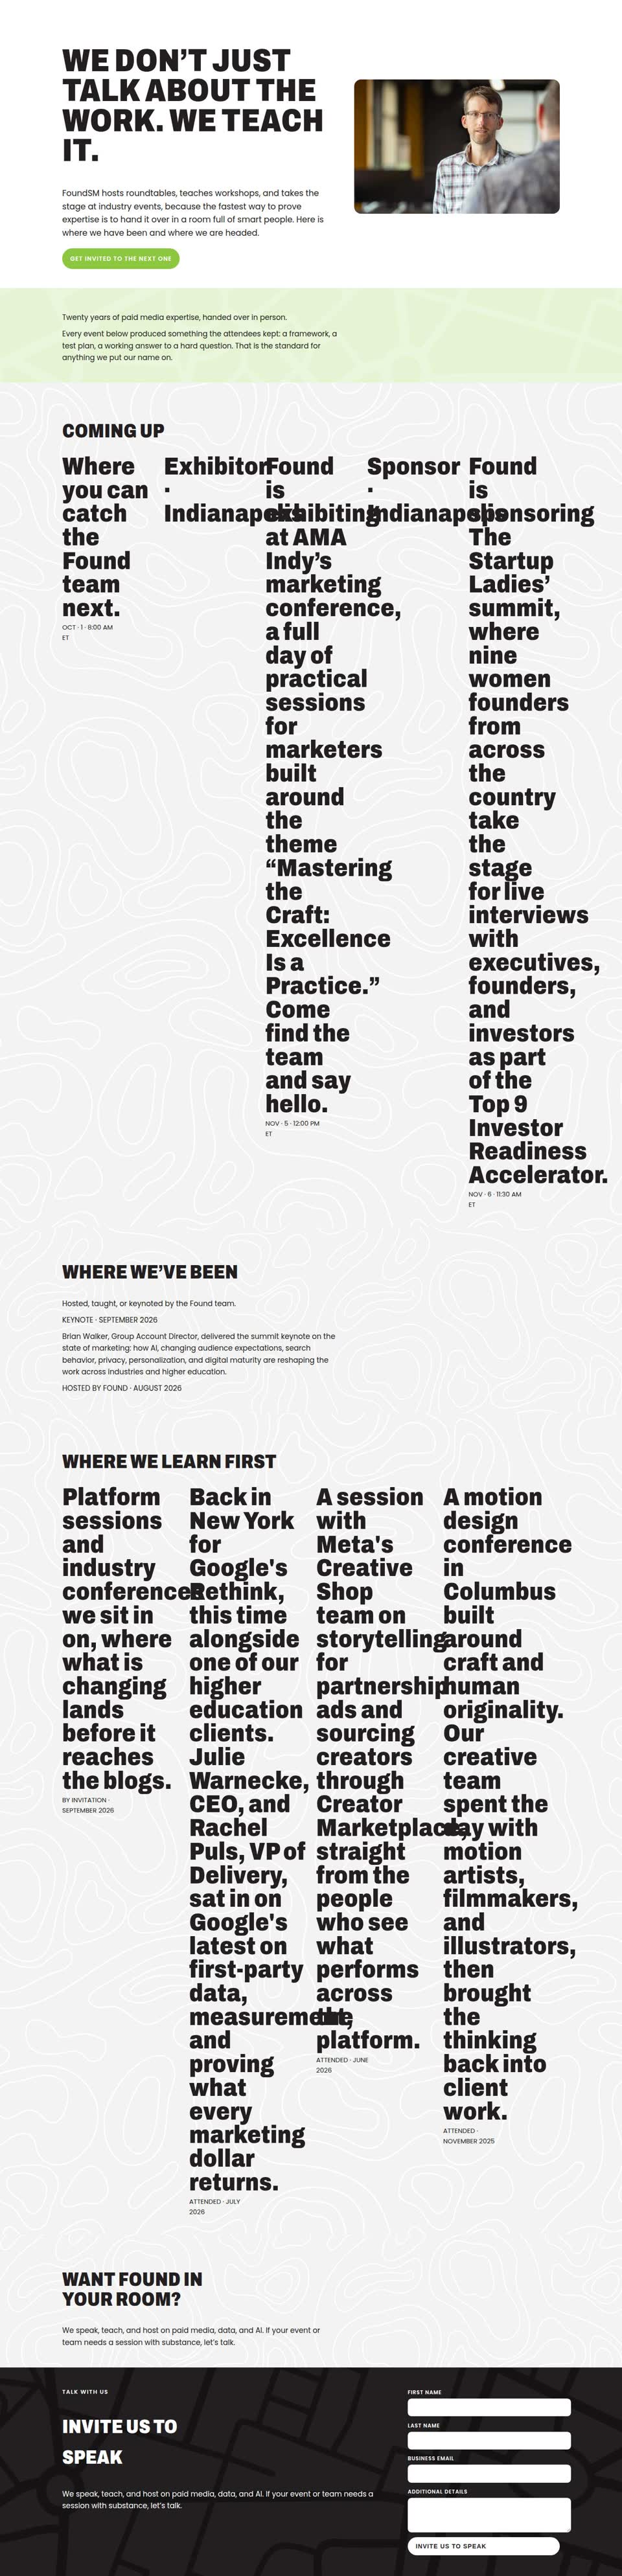 WE DON’T JUST
TALK ABOUT THE
WORK. WE TEACH
IT.
FoundSM hosts roundtables, teaches workshops, and takes the
stage at industry events, because the fastest way to prove
expertise is to hand it over in a room full of smart people. Here is
where we have been and where we are headed.
GET INVITED TO THE NEXT ONE
Twenty years of paid media expertise, handed over in person.
Every event below produced something the attendees kept: a framework, a
test plan, a working answer to a hard question. That is the standard for
anything we put our name on.
COMING UP
Where
you can
catch
the
Found
team
next.
OCT · 1 · 8:00 AM
ET
Exhibitor
·
Indianapolis
Found
is
exhibiting
at AMA
Indy’s
marketing
conference,
a full
day of
practical
sessions
for
marketers
built
around
the
theme
“Mastering
the
Craft:
Excellence
Is a
Practice.”
Come
find the
team
and say
hello.
NOV · 5 · 12:00 PM
ET
Sponsor
·
Indianapolis
Found
is
sponsoring
The
Startup
Ladies’
summit,
where
nine
women
founders
from
across
the
country
take
the
stage
for live
interviews
with
executives,
founders,
and
investors
as part
of the
Top 9
Investor
Readiness
Accelerator.
NOV · 6 · 11:30 AM
ET
WHERE WE’VE BEEN
Hosted, taught, or keynoted by the Found team.
KEYNOTE · SEPTEMBER 2026
Brian Walker, Group Account Director, delivered the summit keynote on the
state of marketing: how AI, changing audience expectations, search
behavior, privacy, personalization, and digital maturity are reshaping the
work across industries and higher education.
HOSTED BY FOUND · AUGUST 2026
WHERE WE LEARN FIRST
Platform
sessions
and
industry
conferences
we sit in
on, where
what is
changing
lands
before it
reaches
the blogs.
BY INVITATION ·
SEPTEMBER 2026
Back in
New York
for
Google's
Rethink,
this time
alongside
one of our
higher
education
clients.
Julie
Warnecke,
CEO, and
Rachel
Puls, VP of
Delivery,
sat in on
Google's
latest on
first-party
data,
measurement,
and
proving
what
every
marketing
dollar
returns.
ATTENDED · JULY
2026
A session
with
Meta's
Creative
Shop
team on
storytelling
for
partnership
ads and
sourcing
creators
through
Creator
Marketplace,
straight
from the
people
who see
what
performs
across
the
platform.
ATTENDED · JUNE
2026
A motion
design
conference
in
Columbus
built
around
craft and
human
originality.
Our
creative
team
spent the
day with
motion
artists,
filmmakers,
and
illustrators,
then
brought
the
thinking
back into
client
work.
ATTENDED ·
NOVEMBER 2025
WANT FOUND IN
YOUR ROOM?
We speak, teach, and host on paid media, data, and AI. If your event or
team needs a session with substance, let’s talk.
TALK WITH US
INVITE US TO
SPEAK
We speak, teach, and host on paid media, data, and AI. If your event or team needs a
session with substance, let’s talk.
FIRST NAME
LAST NAME
BUSINESS EMAIL
ADDITIONAL DETAILS
INVITE US TO SPEAK